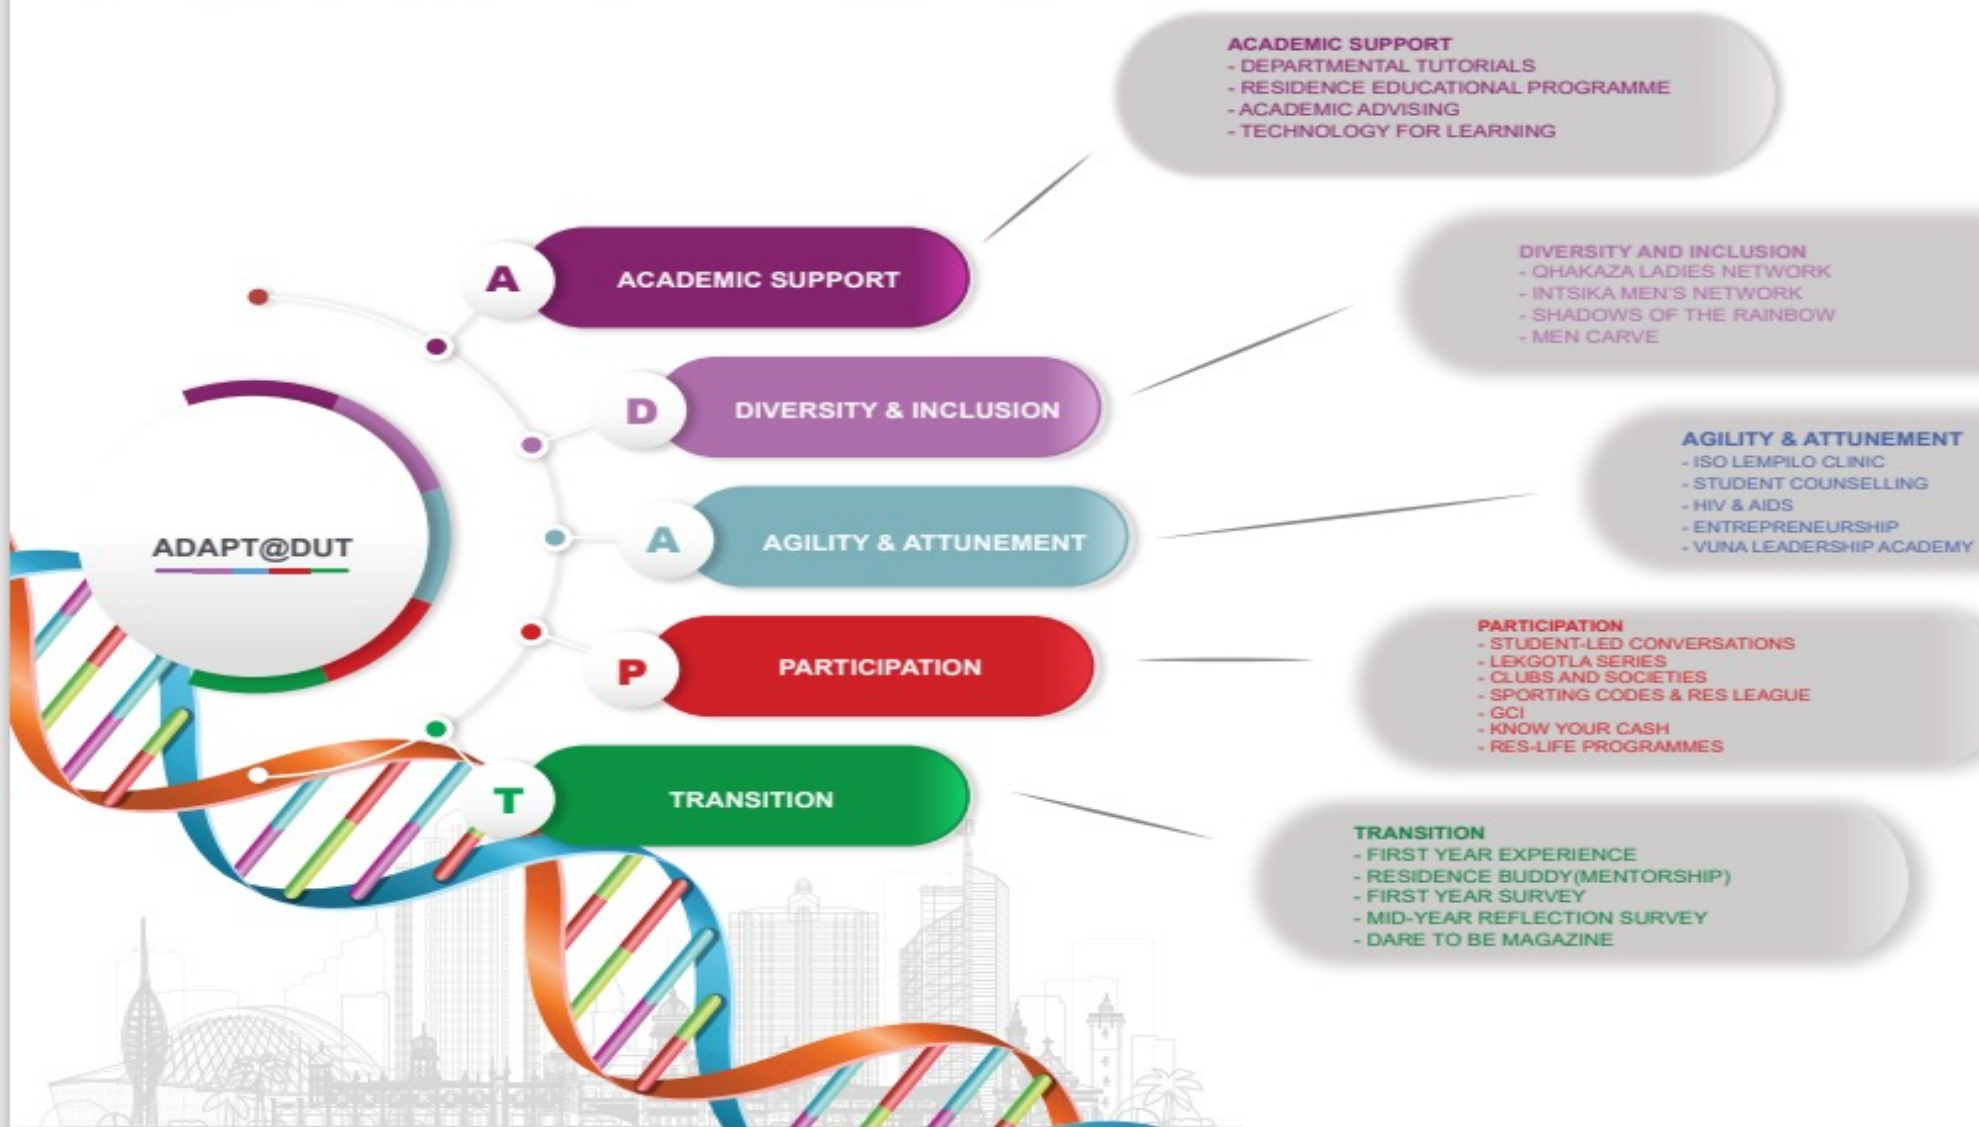 ADAPT@DUT
A
ACADEMIC SUPPORT
D
DIVERSITY & INCLUSION
A
AGILITY & ATTUNEMENT
P
PARTICIPATION
T
TRANSITION
ACADEMIC SUPPORT
- DEPARTMENTAL TUTORIALS
- RESIDENCE EDUCATIONAL PROGRAMME
- ACADEMIC ADVISING
- TECHNOLOGY FOR LEARNING
DIVERSITY AND INCLUSION
- QHAKAZA LADIES NETWORK
- INTSIKA MEN'S NETWORK
- SHADOWS OF THE RAINBOW
- MEN CARVE
AGILITY & ATTUNEMENT
- ISO LEMPILO CLINIC
- STUDENT COUNSELLING
- HIV & AIDS
- ENTREPRENEURSHIP
- VUNA LEADERSHIP ACADEMY
PARTICIPATION
- STUDENT-LED CONVERSATIONS
- LEKGOTLA SERIES
- CLUBS AND SOCIETIES
- SPORTING CODES & RES LEAGUE
- GCI
- KNOW YOUR CASH
- RES-LIFE PROGRAMMES
TRANSITION
- FIRST YEAR EXPERIENCE
- RESIDENCE BUDDY(MENTORSHIP)
- FIRST YEAR SURVEY
- MID-YEAR REFLECTION SURVEY
- DARE TO BE MAGAZINE